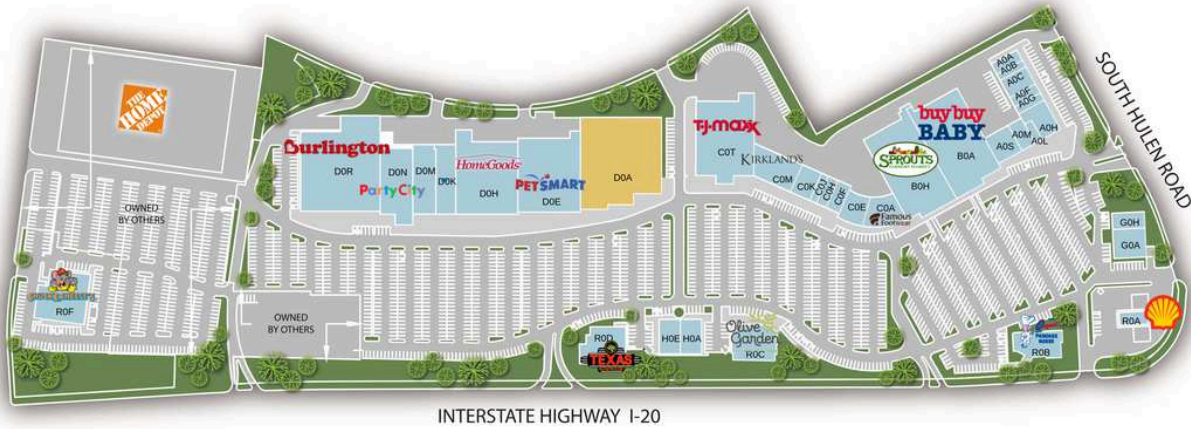 THE
HOME
DEPOT
OWNED
BY OTHERS
R0F
OWNED
BY OTHERS
Burlington
D0R
Party City
D0N
D0M
D0K
HomeGoods
D0H
PETSMART
D0E
D0A
T.J.maxx
C0T
KIRKLAND'S
C0M
C0K
C0J
C0H
C0F
C0E
C0A
Famous
Footwear
buybuy
BABY
SPROUTS
B0A
B0H
A0A
A0B
A0C
A0F
A0G
A0H
A0L
A0M
A0S
SOUTH HULEN ROAD
G0H
G0A
R0A
R0B
R0D
TEXAS
H0E
H0A
Olive
Garden
R0C
INTERSTATE HIGHWAY I-20